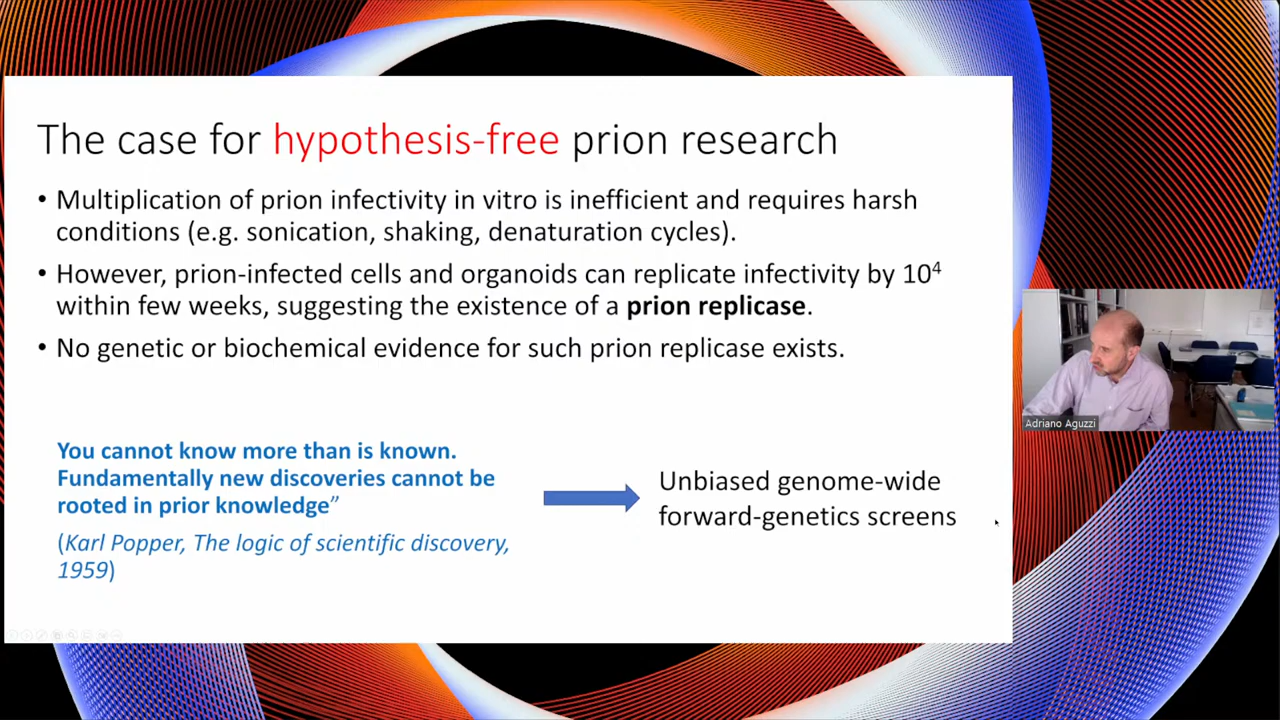 The case for hypothesis-free prion research
• Multiplication of prion infectivity in vitro is inefficient and requires harsh
conditions (e.g. sonication, shaking, denaturation cycles).
• However, prion-infected cells and organoids can replicate infectivity by 10⁴
within few weeks, suggesting the existence of a prion replicase.
• No genetic or biochemical evidence for such prion replicase exists.
You cannot know more than is known.
Fundamentally new discoveries cannot be
rooted in prior knowledge”
(Karl Popper, The logic of scientific discovery,
1959)
Unbiased genome-wide
forward-genetics screens
Adriano Aguzzi